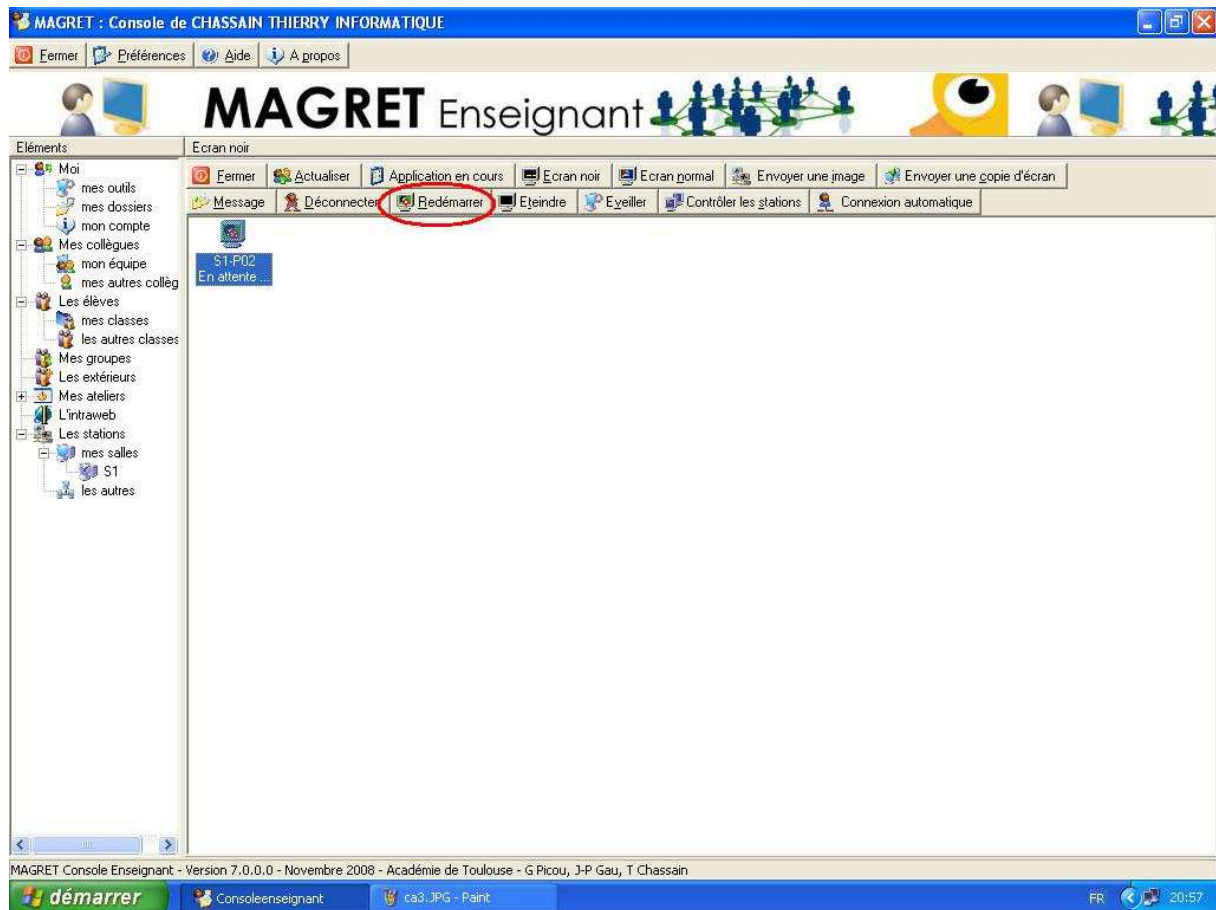 MAGRET : Console de CHASSAIN THIERRY INFORMATIQUE
Fermer Préférences Aide A propos
MAGRET Enseignant
Eléments Ecran noir
Moi
mes outils
mes dossiers
mon compte
Mes collègues
mon équipe
mes autres collèg
Les élèves
mes classes
les autres classes
Mes groupes
Les extérieurs
Mes ateliers
L'intraweb
Les stations
mes salles
S1
les autres
Fermer Actualiser Application en cours Ecran noir Ecran normal Envoyer une image Envoyer une copie d'écran
Message Déconnecter Redémarrer Eteindre Eveiller Contrôler les stations Connexion automatique
S1-P02
En attente ...
MAGRET Console Enseignant - Version 7.0.0.0 - Novembre 2008 - Académie de Toulouse - G Picou, J-P Gau, T Chassain
démarrer Consoleenseignant ca3.JPG - Paint FR 20:57